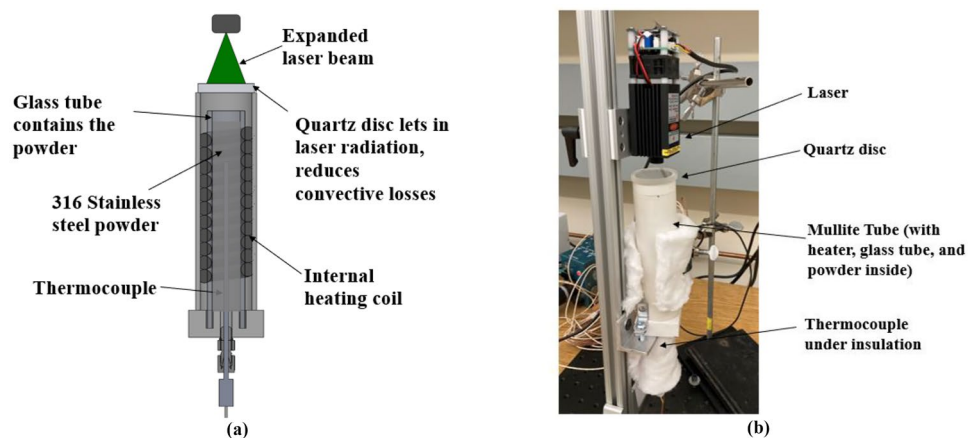 Expanded
laser beam
Glass tube
contains the
powder
Quartz disc lets in
laser radiation,
reduces
convective losses
316 Stainless
steel powder
Thermocouple
Internal
heating coil
(a)
Laser
Quartz disc
Mullite Tube (with
heater, glass tube, and
powder inside)
Thermocouple
under insulation
(b)